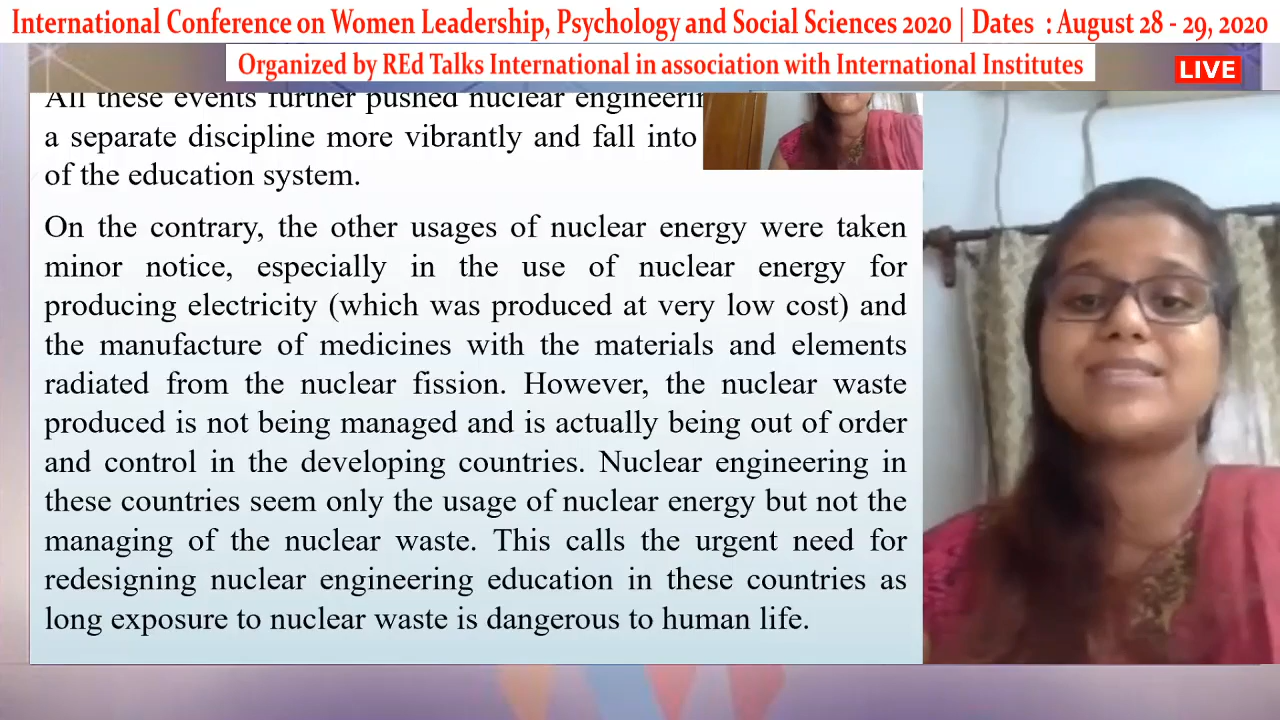 International Conference on Women Leadership, Psychology and Social Sciences 2020 | Dates : August 28 - 29, 2020
Organized by REd Talks International in association with International Institutes
LIVE
All these events further pushed nuclear
a separate discipline more vibrantly and fall into
of the education system.
On the contrary, the other usages of nuclear energy were taken
minor notice, especially in the use of nuclear energy for
producing electricity (which was produced at very low cost) and
the manufacture of medicines with the materials and elements
radiated from the nuclear fission. However, the nuclear waste
produced is not being managed and is actually being out of order
and control in the developing countries. Nuclear engineering in
these countries seem only the usage of nuclear energy but not the
managing of the nuclear waste. This calls the urgent need for
redesigning nuclear engineering education in these countries as
long exposure to nuclear waste is dangerous to human life.